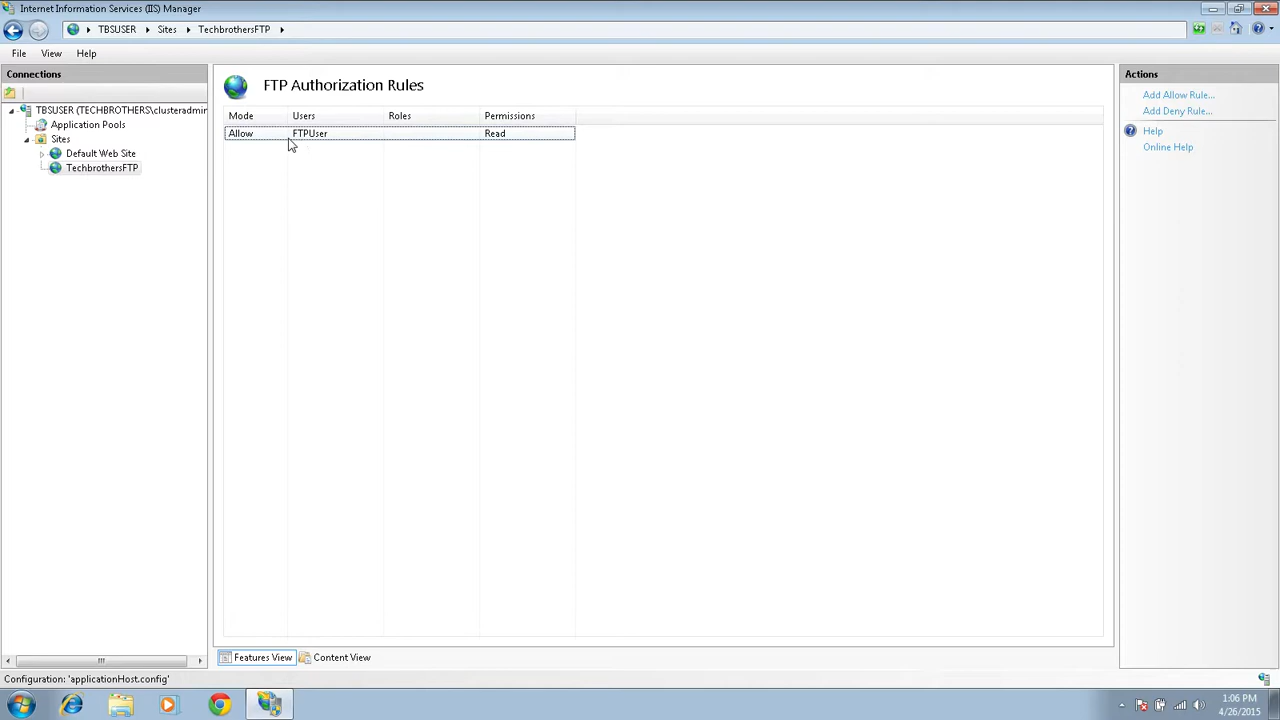 Internet Information Services (IIS) Manager
TBSUSER Sites TechbrothersFTP
File View Help
Connections
TBSUSER (TECHBROTHERS\clusteradmin
Application Pools
Sites
Default Web Site
TechbrothersFTP
FTP Authorization Rules
Mode Users Roles Permissions
Allow FTPUser Read
Features View Content View
Actions
Add Allow Rule...
Add Deny Rule...
Help
Online Help
Configuration: 'applicationHost.config'
1:06 PM
4/26/2015